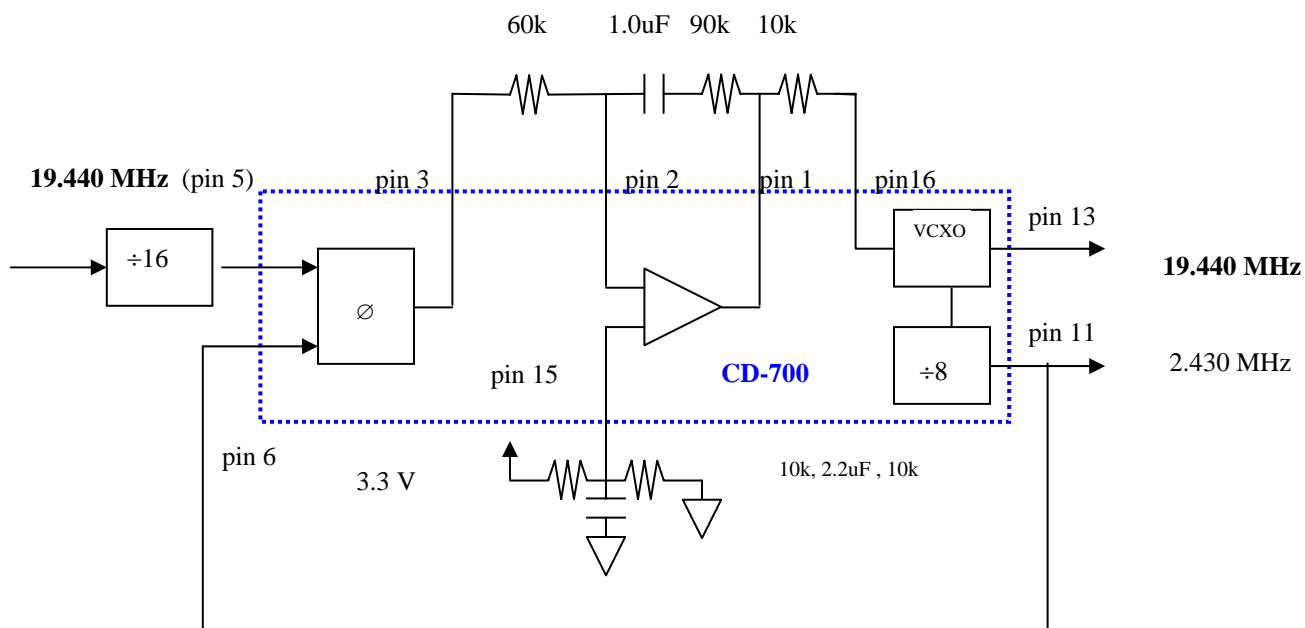 60k 1.0uF 90k 10k
19.440 MHz (pin 5)
pin 3 pin 2 pin 1 pin16
÷16
VCXO
pin 13
19.440 MHz
∅
pin 11
pin 15
CD-700
÷8
2.430 MHz
pin 6
3.3 V
10k, 2.2uF , 10k